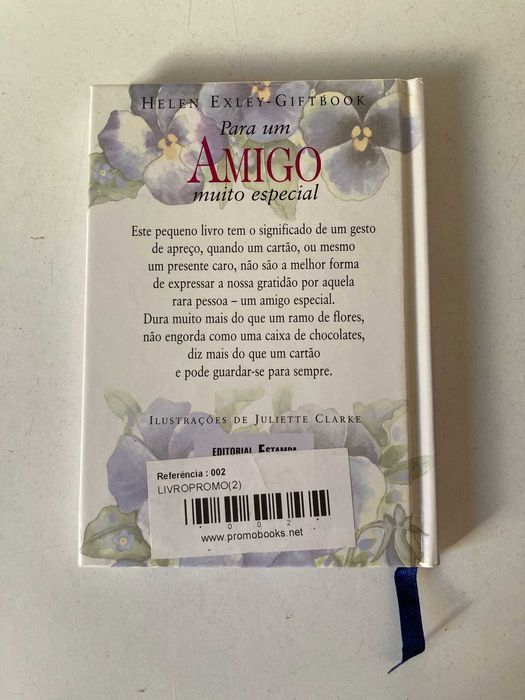 HELEN EXLEY-GIFTBOOK
Para um
AMIGO
muito especial
Este pequeno livro tem o significado de um gesto
de apreço, quando um cartão, ou mesmo
um presente caro, não são a melhor forma
de expressar a nossa gratidão por aquela
rara pessoa – um amigo especial.
Dura muito mais do que um ramo de flores,
não engorda como uma caixa de chocolates,
diz mais do que um cartão
e pode guardar-se para sempre.
ILUSTRAÇÕES DE JULIETTE CLARKE
EDITORIAL ESTAMPA
Referência : 002
LIVROPROMO(2)
* 0 0 2 *
www.promobooks.net